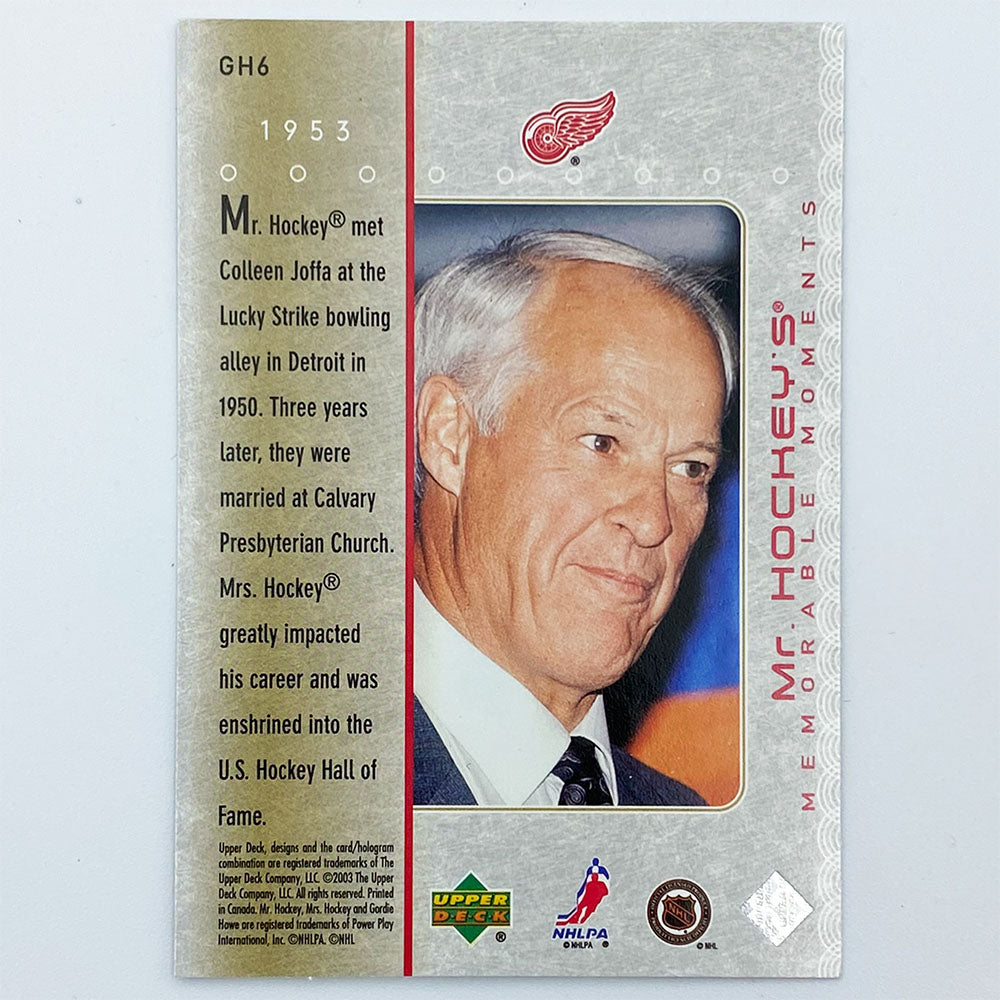 GH6
1953
Mr. Hockey® met
Colleen Joffa at the
Lucky Strike bowling
alley in Detroit in
1950. Three years
later, they were
married at Calvary
Presbyterian Church.
Mrs. Hockey®
greatly impacted
his career and was
enshrined into the
U.S. Hockey Hall of
Fame.
Upper Deck, designs and the card/hologram
combination are registered trademarks of The
Upper Deck Company, LLC. ©2003 The Upper
Deck Company, LLC. All rights reserved. Printed
in Canada. Mr. Hockey, Mrs. Hockey and Gordie
Howe are registered trademarks of Power Play
International, Inc. ©NHLPA. ©NHL
®
Mr. HOCKEY'S®
MEMORABLE MOMENTS
UPPER
DECK
®
NHLPA
© NHLPA
®
NHL
© NHL